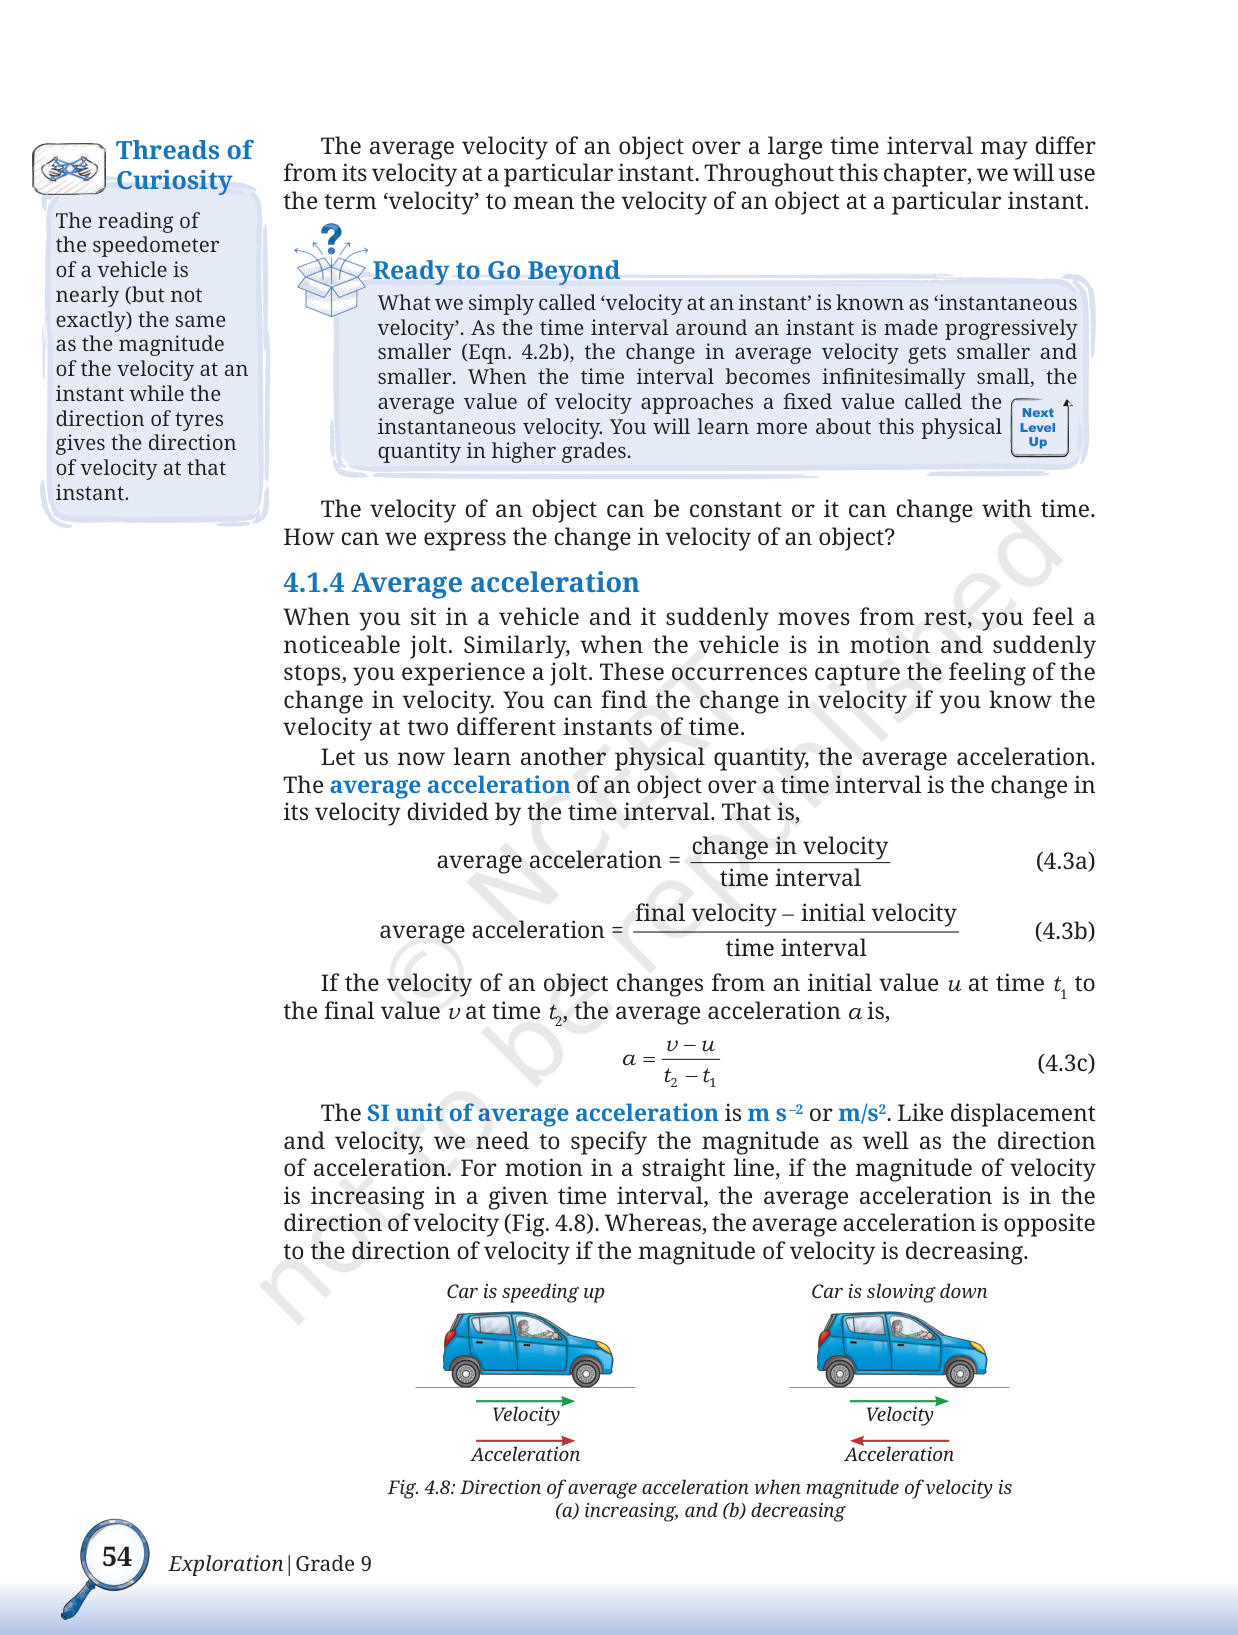 Threads of
Curiosity
The reading of
the speedometer
of a vehicle is
nearly (but not
exactly) the same
as the magnitude
of the velocity at an
instant while the
direction of tyres
gives the direction
of velocity at that
instant.
The average velocity of an object over a large time interval may differ
from its velocity at a particular instant. Throughout this chapter, we will use
the term ‘velocity’ to mean the velocity of an object at a particular instant.
?
Ready to Go Beyond
What we simply called ‘velocity at an instant’ is known as ‘instantaneous
velocity’. As the time interval around an instant is made progressively
smaller (Eqn. 4.2b), the change in average velocity gets smaller and
smaller. When the time interval becomes infinitesimally small, the
average value of velocity approaches a fixed value called the
instantaneous velocity. You will learn more about this physical
quantity in higher grades.
Next
Level
Up
The velocity of an object can be constant or it can change with time.
How can we express the change in velocity of an object?
4.1.4 Average acceleration
When you sit in a vehicle and it suddenly moves from rest, you feel a
noticeable jolt. Similarly, when the vehicle is in motion and suddenly
stops, you experience a jolt. These occurrences capture the feeling of the
change in velocity. You can find the change in velocity if you know the
velocity at two different instants of time.
Let us now learn another physical quantity, the average acceleration.
The average acceleration of an object over a time interval is the change in
its velocity divided by the time interval. That is,
average acceleration = change in velocity / time interval (4.3a)
average acceleration = final velocity – initial velocity / time interval (4.3b)
If the velocity of an object changes from an initial value u at time t₁ to
the final value v at time t₂, the average acceleration a is,
a = v – u / t₂ – t₁ (4.3c)
The SI unit of average acceleration is m s⁻² or m/s². Like displacement
and velocity, we need to specify the magnitude as well as the direction
of acceleration. For motion in a straight line, if the magnitude of velocity
is increasing in a given time interval, the average acceleration is in the
direction of velocity (Fig. 4.8). Whereas, the average acceleration is opposite
to the direction of velocity if the magnitude of velocity is decreasing.
Car is speeding up
Velocity
Acceleration
Car is slowing down
Velocity
Acceleration
Fig. 4.8: Direction of average acceleration when magnitude of velocity is
(a) increasing, and (b) decreasing
54
Exploration|Grade 9
© NCERT
not to be republished